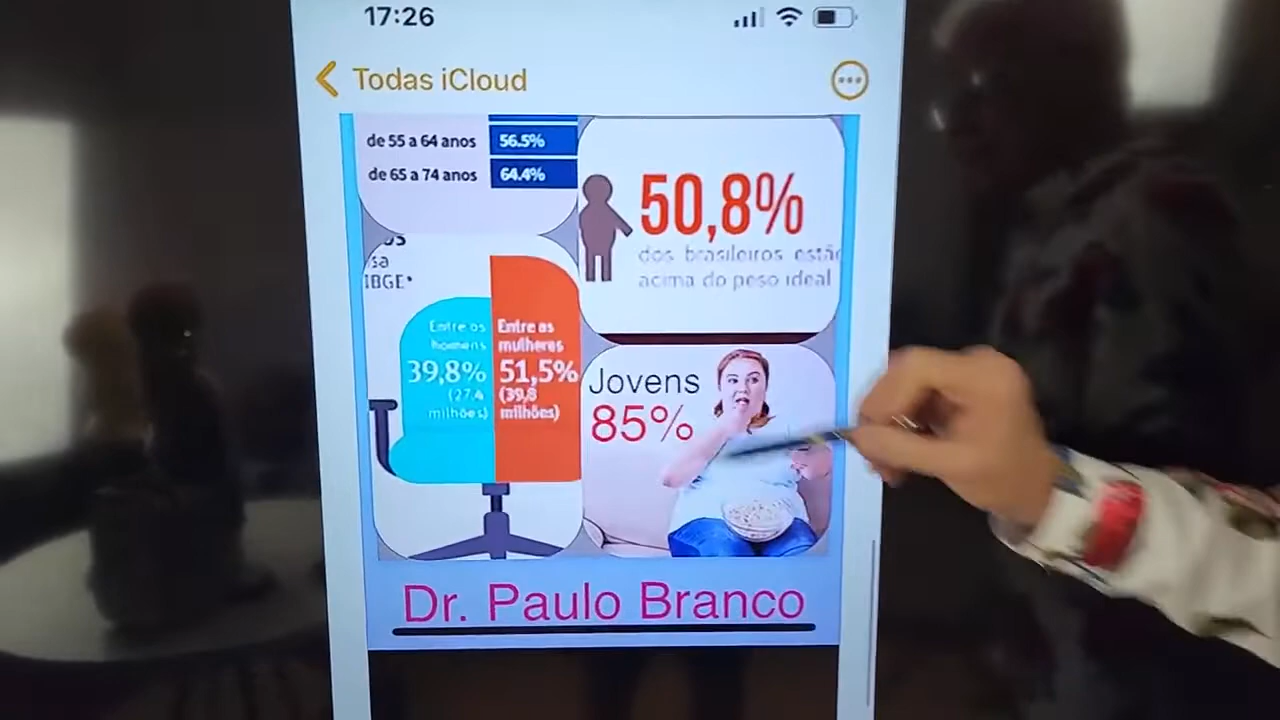 17:26
Todas iCloud
de 55 a 64 anos 56.5%
de 65 a 74 anos 64.4%
50,8%
dos brasileiros estão
acima do peso ideal
IBGE*
Entre os
homens
39,8%
(27,4
milhões)
Entre as
mulheres
51,5%
(39,8
milhões)
Jovens
85%
Dr. Paulo Branco